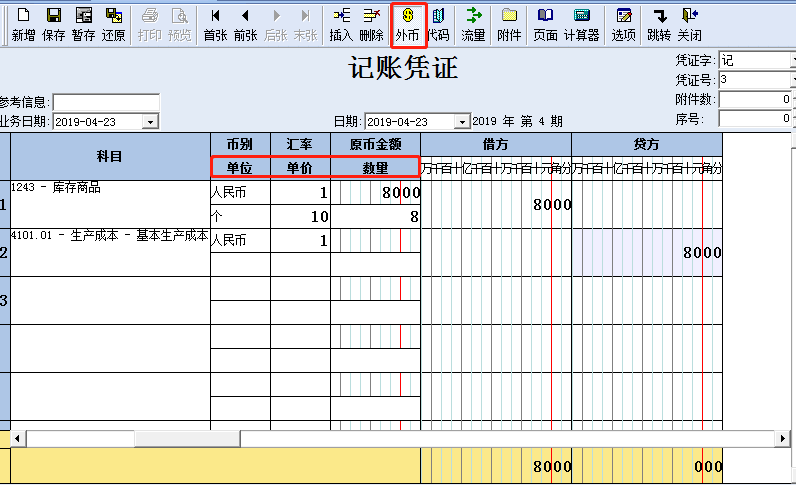 新增 保存 暂存 还原 打印 预览 首张 前张 后张 末张 插入 删除 外币 代码 流量 附件 页面 计算器 选项 跳转 关闭
记账凭证
凭证字: 记
凭证号: 3
附件数: 0
序号: 0
参考信息:
业务日期: 2019-04-23 日期: 2019-04-23 2019 年 第 4 期
科目 币别 汇率 原币金额 借方 贷方
单位 单价 数量 万千百十亿千百十万千百十元角分 万千百十亿千百十万千百十元角分
1 1243 - 库存商品 人民币 1 8000 8000
个 10 8
2 4101.01 - 生产成本 - 基本生产成本 人民币 1 8000
3
8000 000